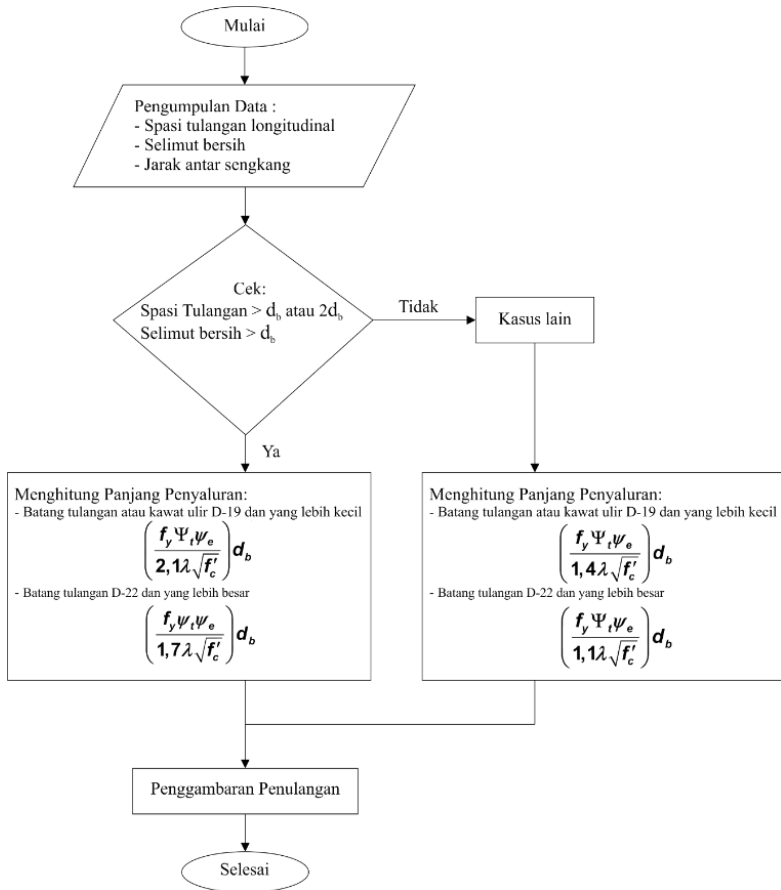 Mulai
Pengumpulan Data :
- Spasi tulangan longitudinal
- Selimut bersih
- Jarak antar sengkang
Cek:
Spasi Tulangan > d_b atau 2d_b
Selimut bersih > d_b
Tidak
Kasus lain
Ya
Menghitung Panjang Penyaluran:
- Batang tulangan atau kawat ulir D-19 dan yang lebih kecil
(f_y Ψ_t ψ_e / 2,1λ√f'_c) d_b
- Batang tulangan D-22 dan yang lebih besar
(f_y ψ_t ψ_e / 1,7λ√f'_c) d_b
Menghitung Panjang Penyaluran:
- Batang tulangan atau kawat ulir D-19 dan yang lebih kecil
(f_y Ψ_t ψ_e / 1,4λ√f'_c) d_b
- Batang tulangan D-22 dan yang lebih besar
(f_y Ψ_t ψ_e / 1,1λ√f'_c) d_b
Penggambaran Penulangan
Selesai